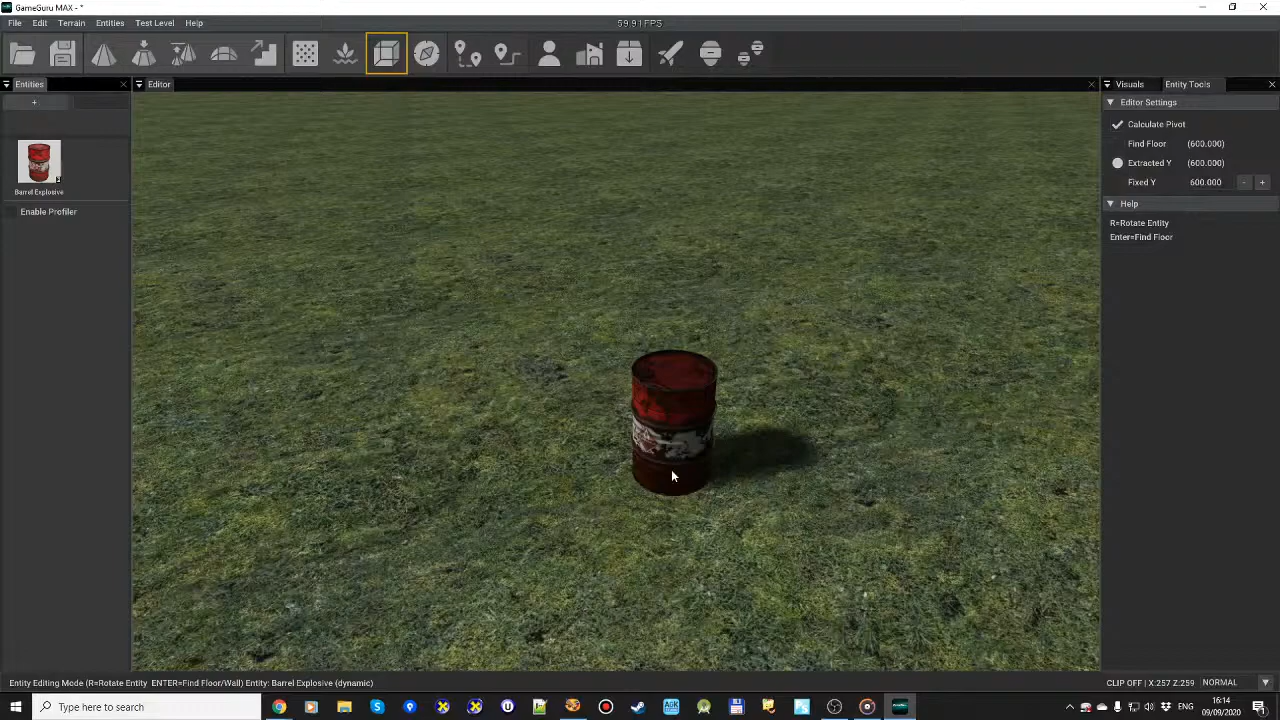 GameGuru MAX - *
File Edit Terrain Entities Test Level Help
59.91 FPS
Entities
Editor
Visuals Entity Tools
+
Editor Settings
Calculate Pivot
Find Floor (600.000)
Extracted Y (600.000)
Fixed Y 600.000 - +
Help
R=Rotate Entity
Enter=Find Floor
Barrel Explosive
Enable Profiler
Entity Editing Mode (R=Rotate Entity ENTER=Find Floor/Wall) Entity: Barrel Explosive (dynamic)
CLIP OFF | X:257 Z:259 NORMAL
Type here to search
ENG
16:14
09/09/2020